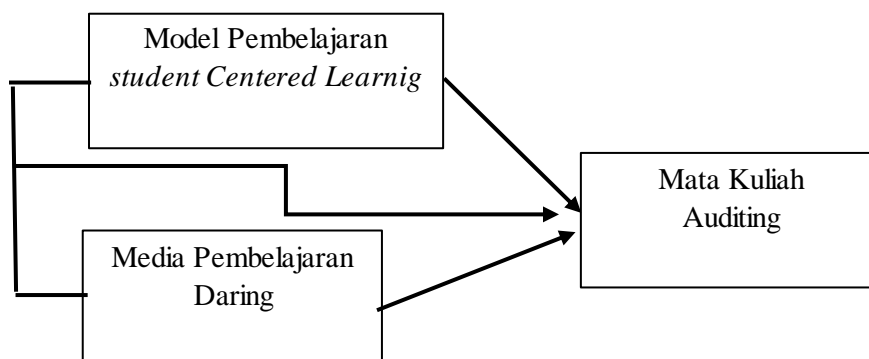 Model Pembelajaran
student Centered Learnig
Mata Kuliah
Auditing
Media Pembelajaran
Daring